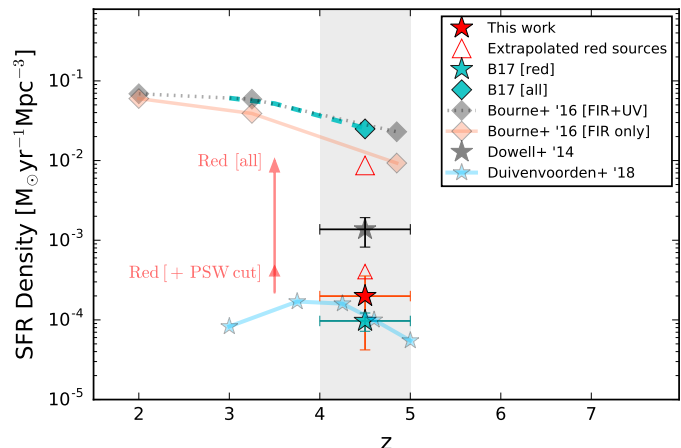 This work
Extrapolated red sources
B17 [red]
B17 [all]
Bourne+ '16 [FIR+UV]
Bourne+ '16 [FIR only]
Dowell+ '14
Duivenvoorden+ '18
SFR Density [M⊙yr⁻¹Mpc⁻³]
10⁻¹
10⁻²
10⁻³
10⁻⁴
10⁻⁵
Red [all]
Red [+ PSW cut]
2 3 4 5 6 7
z